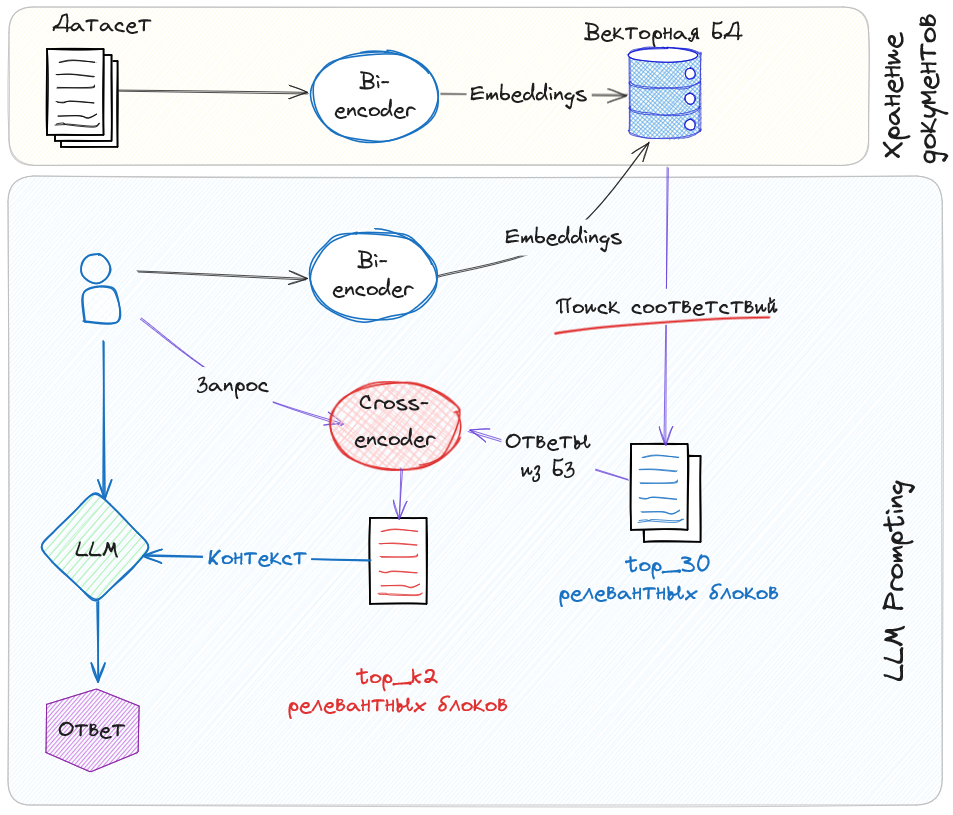 Датасет
Bi-
encoder
Embeddings
Векторная БД
Хранение
документов
Bi-
encoder
Embeddings
Поиск соответствий
Запрос
Cross-
encoder
Ответы
из БЗ
LLM
Контекст
top_30
релевантных блоков
top_k2
релевантных блоков
Ответ
LLM Prompting